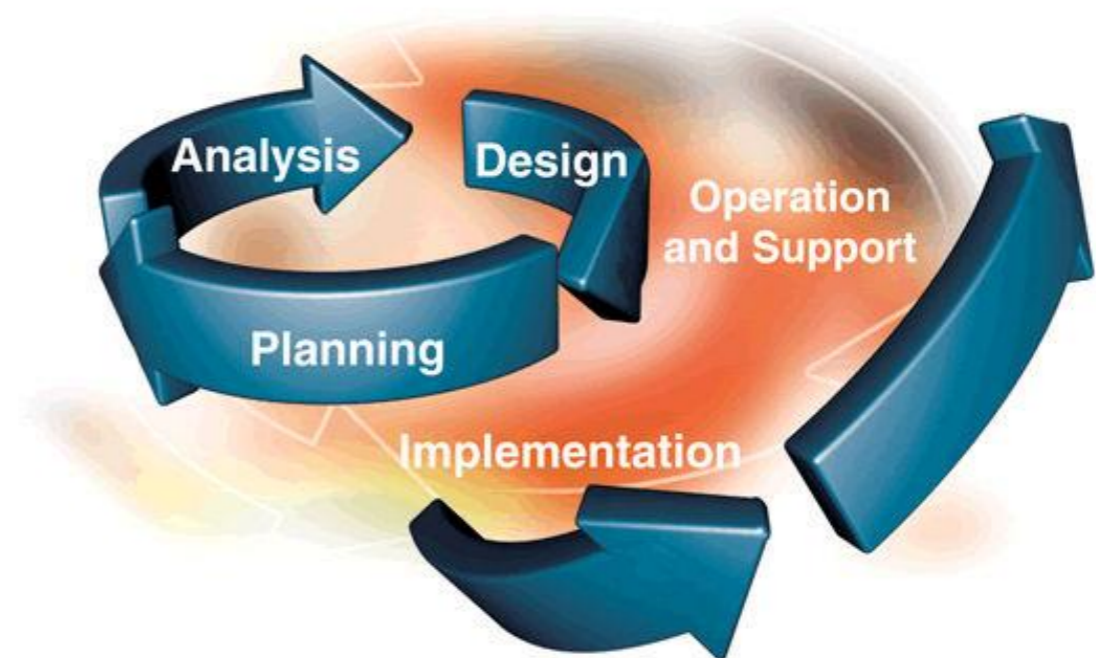 Analysis
Design
Operation
and Support
Planning
Implementation